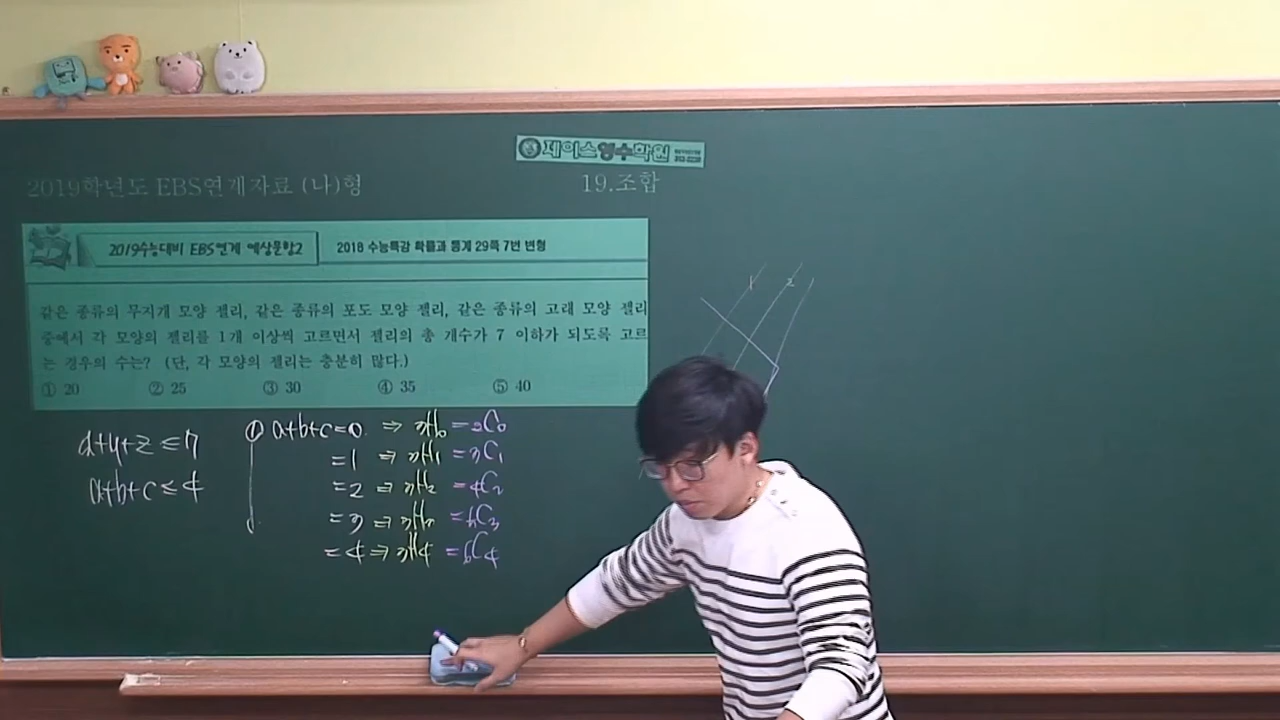 제이스영수학원
2019학년도 EBS연계자료 (나)형
19.조합
2019수능대비 EBS연계 예상문항2
2018 수능특강 확률과 통계 29쪽 7번 변형
같은 종류의 무지개 모양 젤리, 같은 종류의 포도 모양 젤리, 같은 종류의 고래 모양 젤리
중에서 각 모양의 젤리를 1개 이상씩 고르면서 젤리의 총 개수가 7 이하가 되도록 고르
는 경우의 수는? (단, 각 모양의 젤리는 충분히 많다.)
① 20 ② 25 ③ 30 ④ 35 ⑤ 40
x+y+z≤7
a+b+c≤4
① a+b+c=0 ⇒ 3H0 = 2C0
=1 ⇒ 3H1 = 3C1
=2 ⇒ 3H2 = 4C2
=3 ⇒ 3H3 = 5C3
=4 ⇒ 3H4 = 6C4
1 2